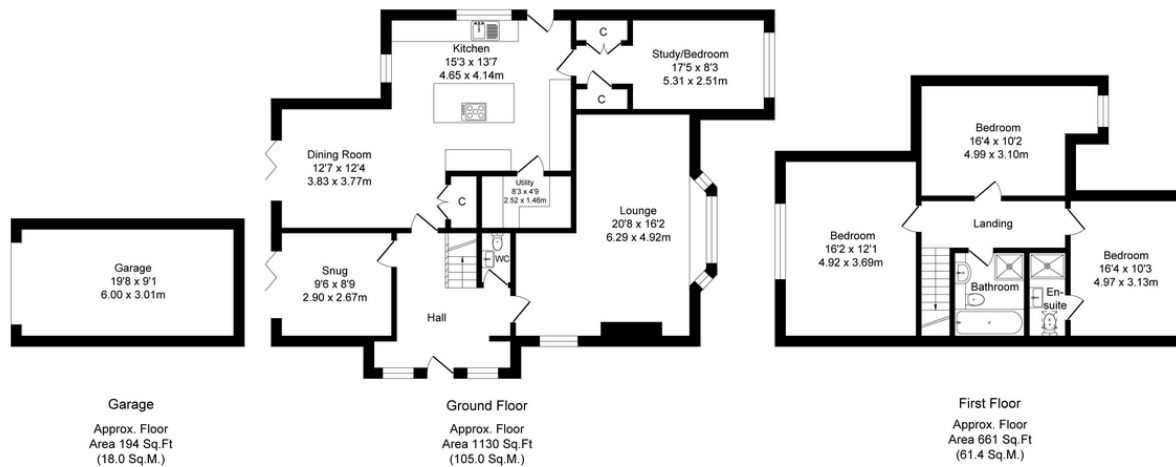 Garage
19'8 x 9'1
6.00 x 3.01m
Garage
Approx. Floor
Area 194 Sq.Ft
(18.0 Sq.M.)
Kitchen
15'3 x 13'7
4.65 x 4.14m
C
Study/Bedroom
17'5 x 8'3
5.31 x 2.51m
C
Dining Room
12'7 x 12'4
3.83 x 3.77m
C
Utility
8'3 x 4'9
2.52 x 1.46m
Lounge
20'8 x 16'2
6.29 x 4.92m
WC
Snug
9'6 x 8'9
2.90 x 2.67m
Hall
Ground Floor
Approx. Floor
Area 1130 Sq.Ft
(105.0 Sq.M.)
Bedroom
16'4 x 10'2
4.99 x 3.10m
Landing
Bedroom
16'2 x 12'1
4.92 x 3.69m
Bedroom
16'4 x 10'3
4.97 x 3.13m
Bathroom
En-
suite
First Floor
Approx. Floor
Area 661 Sq.Ft
(61.4 Sq.M.)